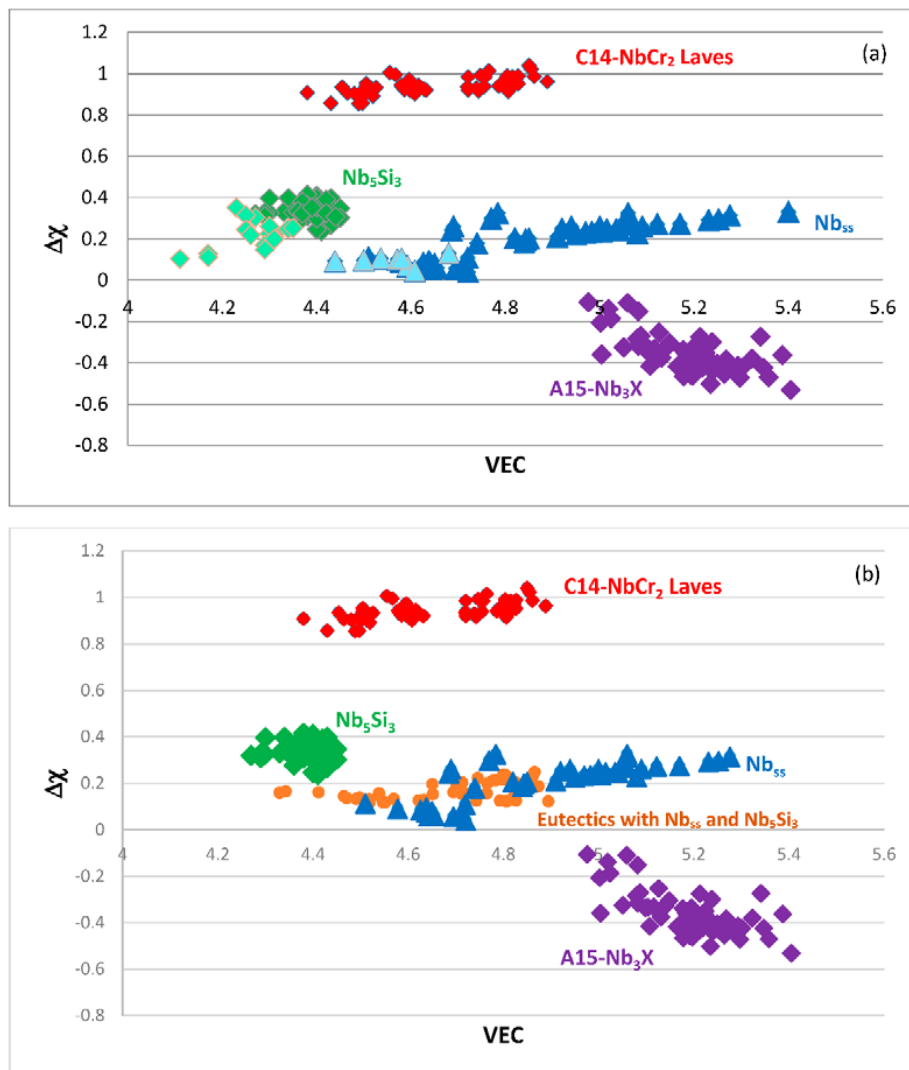 1.2
(a)
C14-NbCr₂ Laves
1
0.8
0.6
Nb₅Si₃
0.4
Nbss
Δχ
0.2
0
4 4.2 4.4 4.6 4.8 5 5.2 5.4 5.6
-0.2
-0.4
A15-Nb₃X
-0.6
-0.8
VEC
1.2
(b)
C14-NbCr₂ Laves
1
0.8
0.6
Nb₅Si₃
0.4
Nbss
Δχ
0.2
Eutectics with Nbss and Nb₅Si₃
0
4 4.2 4.4 4.6 4.8 5 5.2 5.4 5.6
-0.2
-0.4
A15-Nb₃X
-0.6
-0.8
VEC